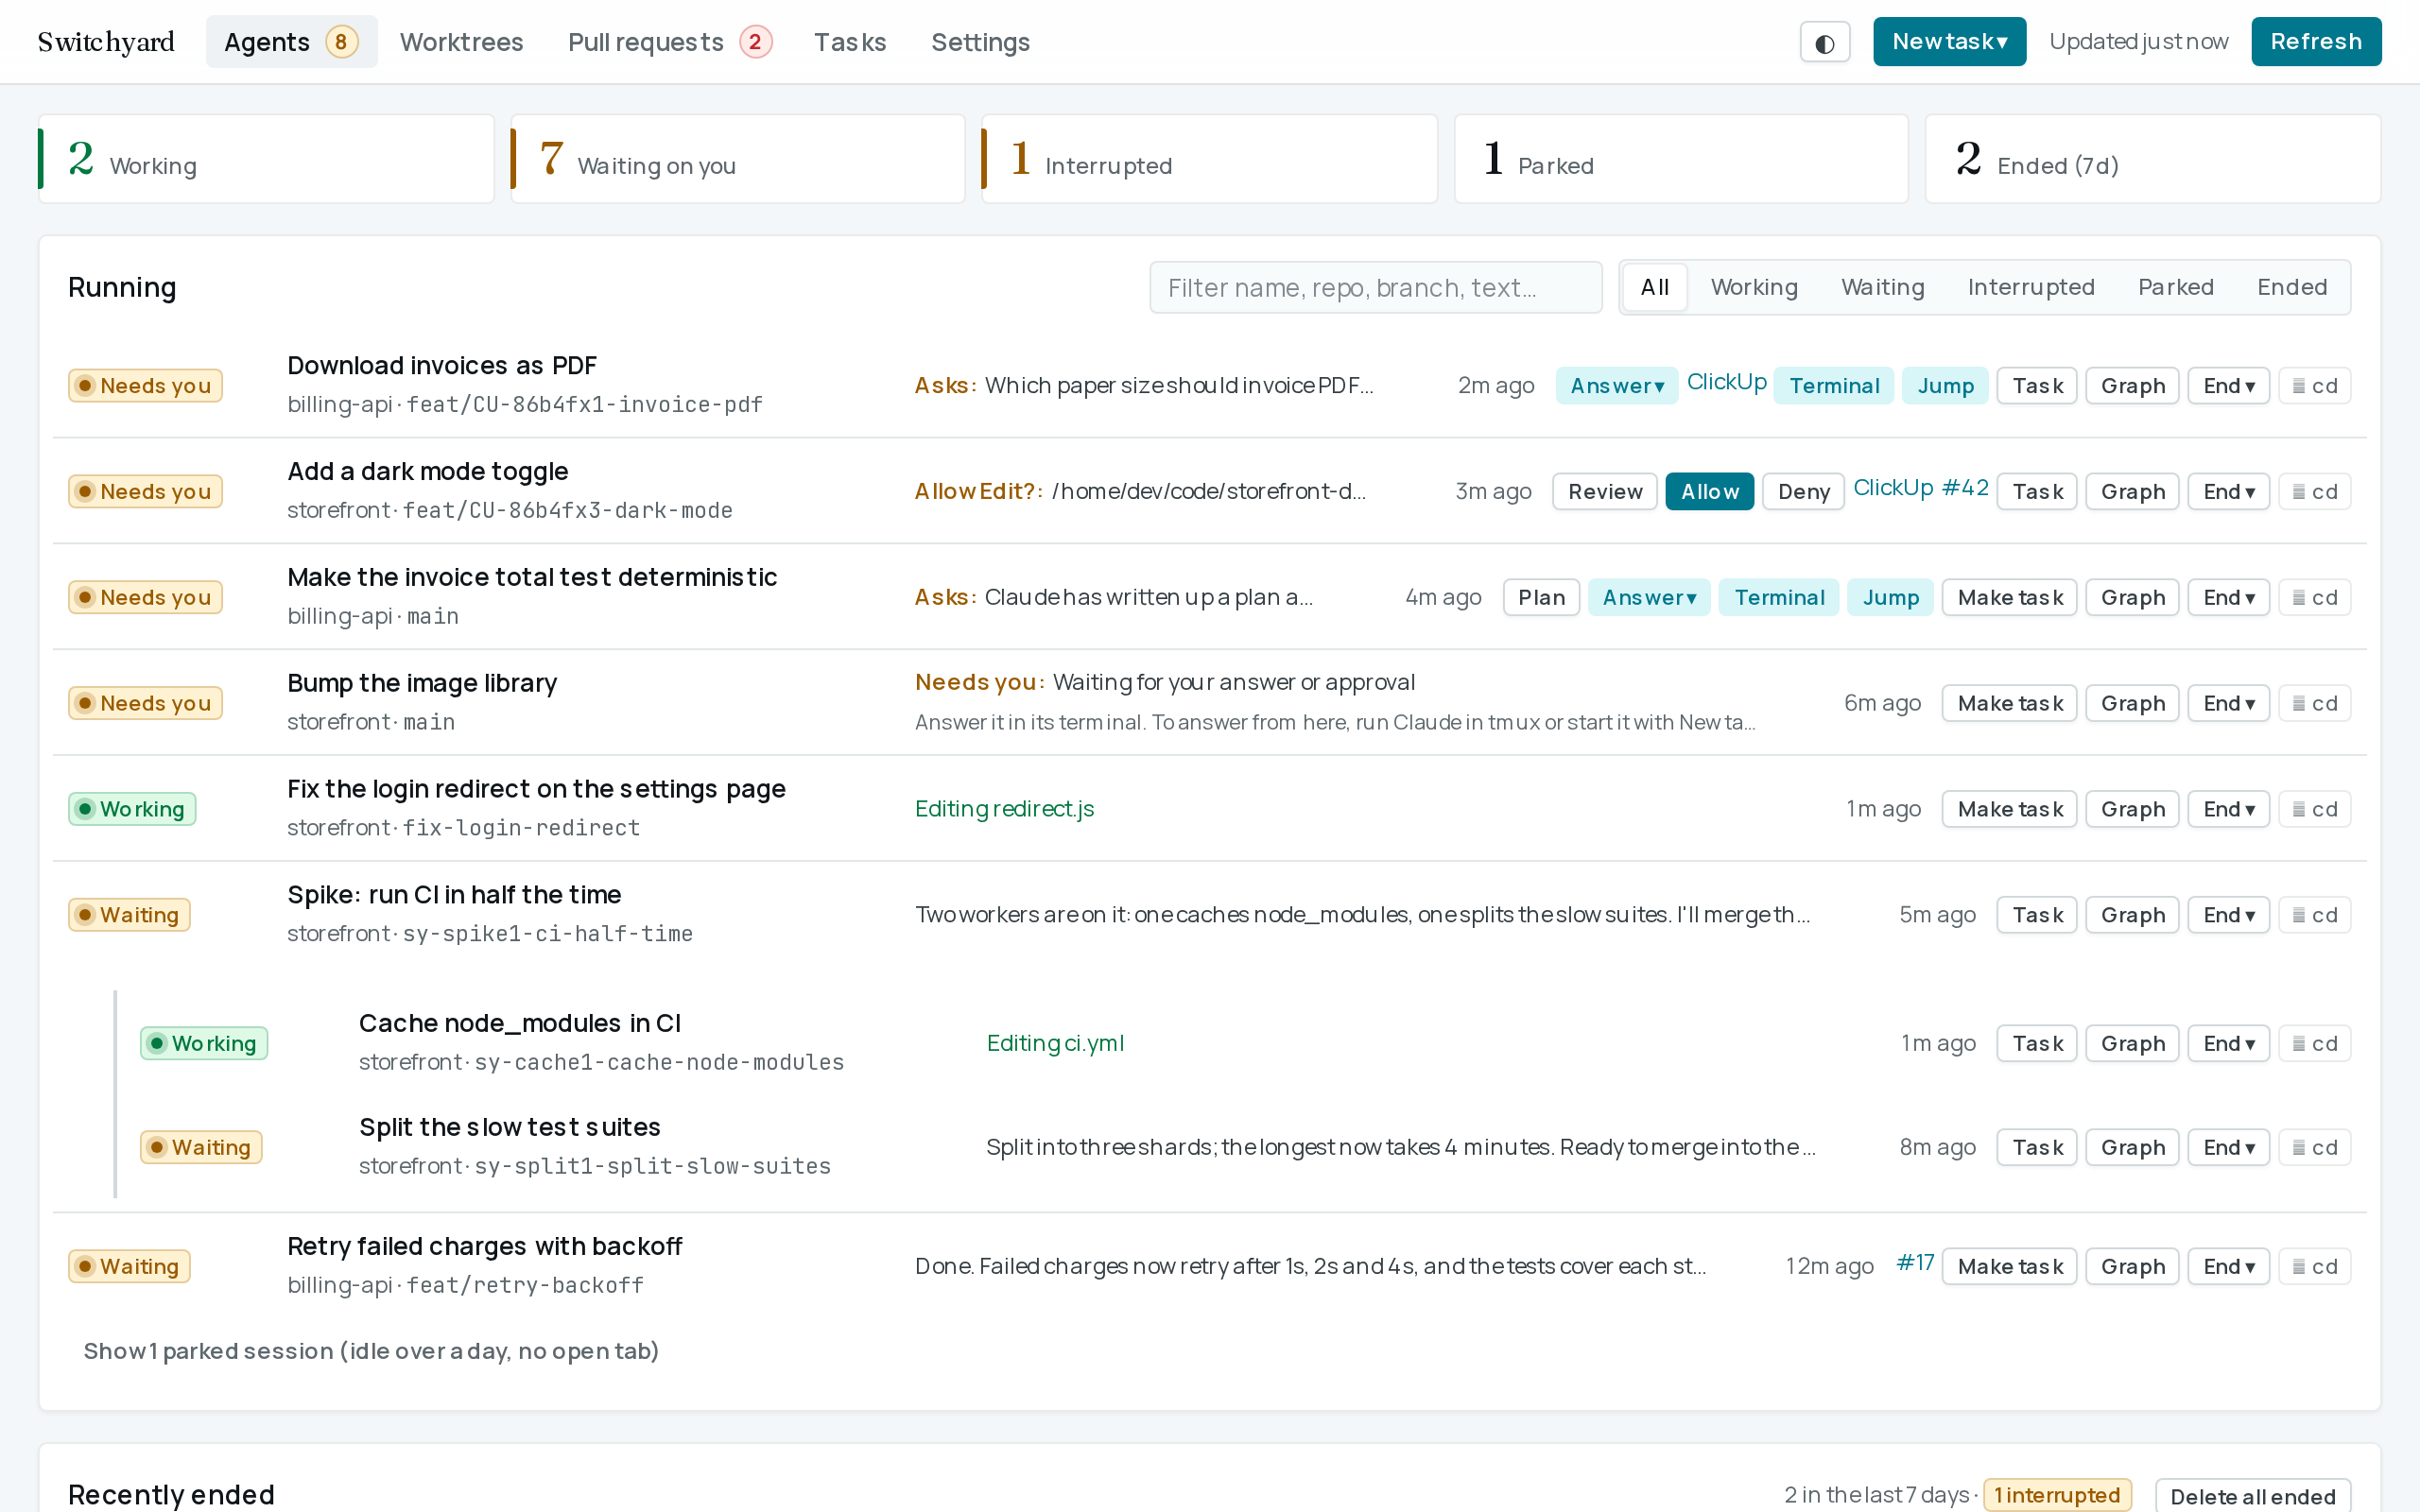 Switchyard Agents 8 Worktrees Pull requests 2 Tasks Settings New task ▾ Updated just now Refresh
2 Working 7 Waiting on you 1 Interrupted 1 Parked 2 Ended (7d)
Running Filter name, repo, branch, text… All Working Waiting Interrupted Parked Ended
Needs you Download invoices as PDF Asks: Which paper size should invoice PDF… 2m ago Answer ▾ ClickUp Terminal Jump Task Graph End ▾ cd
billing-api · feat/CU-86b4fx1-invoice-pdf
Needs you Add a dark mode toggle Allow Edit?: /home/dev/code/storefront-d… 3m ago Review Allow Deny ClickUp #42 Task Graph End ▾ cd
storefront · feat/CU-86b4fx3-dark-mode
Needs you Make the invoice total test deterministic Asks: Claude has written up a plan a… 4m ago Plan Answer ▾ Terminal Jump Make task Graph End ▾ cd
billing-api · main
Needs you Bump the image library Needs you: Waiting for your answer or approval 6m ago Make task Graph End ▾ cd
storefront · main Answer it in its terminal. To answer from here, run Claude in tmux or start it with New ta…
Working Fix the login redirect on the settings page Editing redirect.js 1m ago Make task Graph End ▾ cd
storefront · fix-login-redirect
Waiting Spike: run CI in half the time Two workers are on it: one caches node_modules, one splits the slow suites. I'll merge th… 5m ago Task Graph End ▾ cd
storefront · sy-spike1-ci-half-time
Working Cache node_modules in CI Editing ci.yml 1m ago Task Graph End ▾ cd
storefront · sy-cache1-cache-node-modules
Waiting Split the slow test suites Split into three shards; the longest now takes 4 minutes. Ready to merge into the … 8m ago Task Graph End ▾ cd
storefront · sy-split1-split-slow-suites
Waiting Retry failed charges with backoff Done. Failed charges now retry after 1s, 2s and 4s, and the tests cover each st… 12m ago #17 Make task Graph End ▾ cd
billing-api · feat/retry-backoff
Show 1 parked session (idle over a day, no open tab)
Recently ended 2 in the last 7 days · 1 interrupted Delete all ended